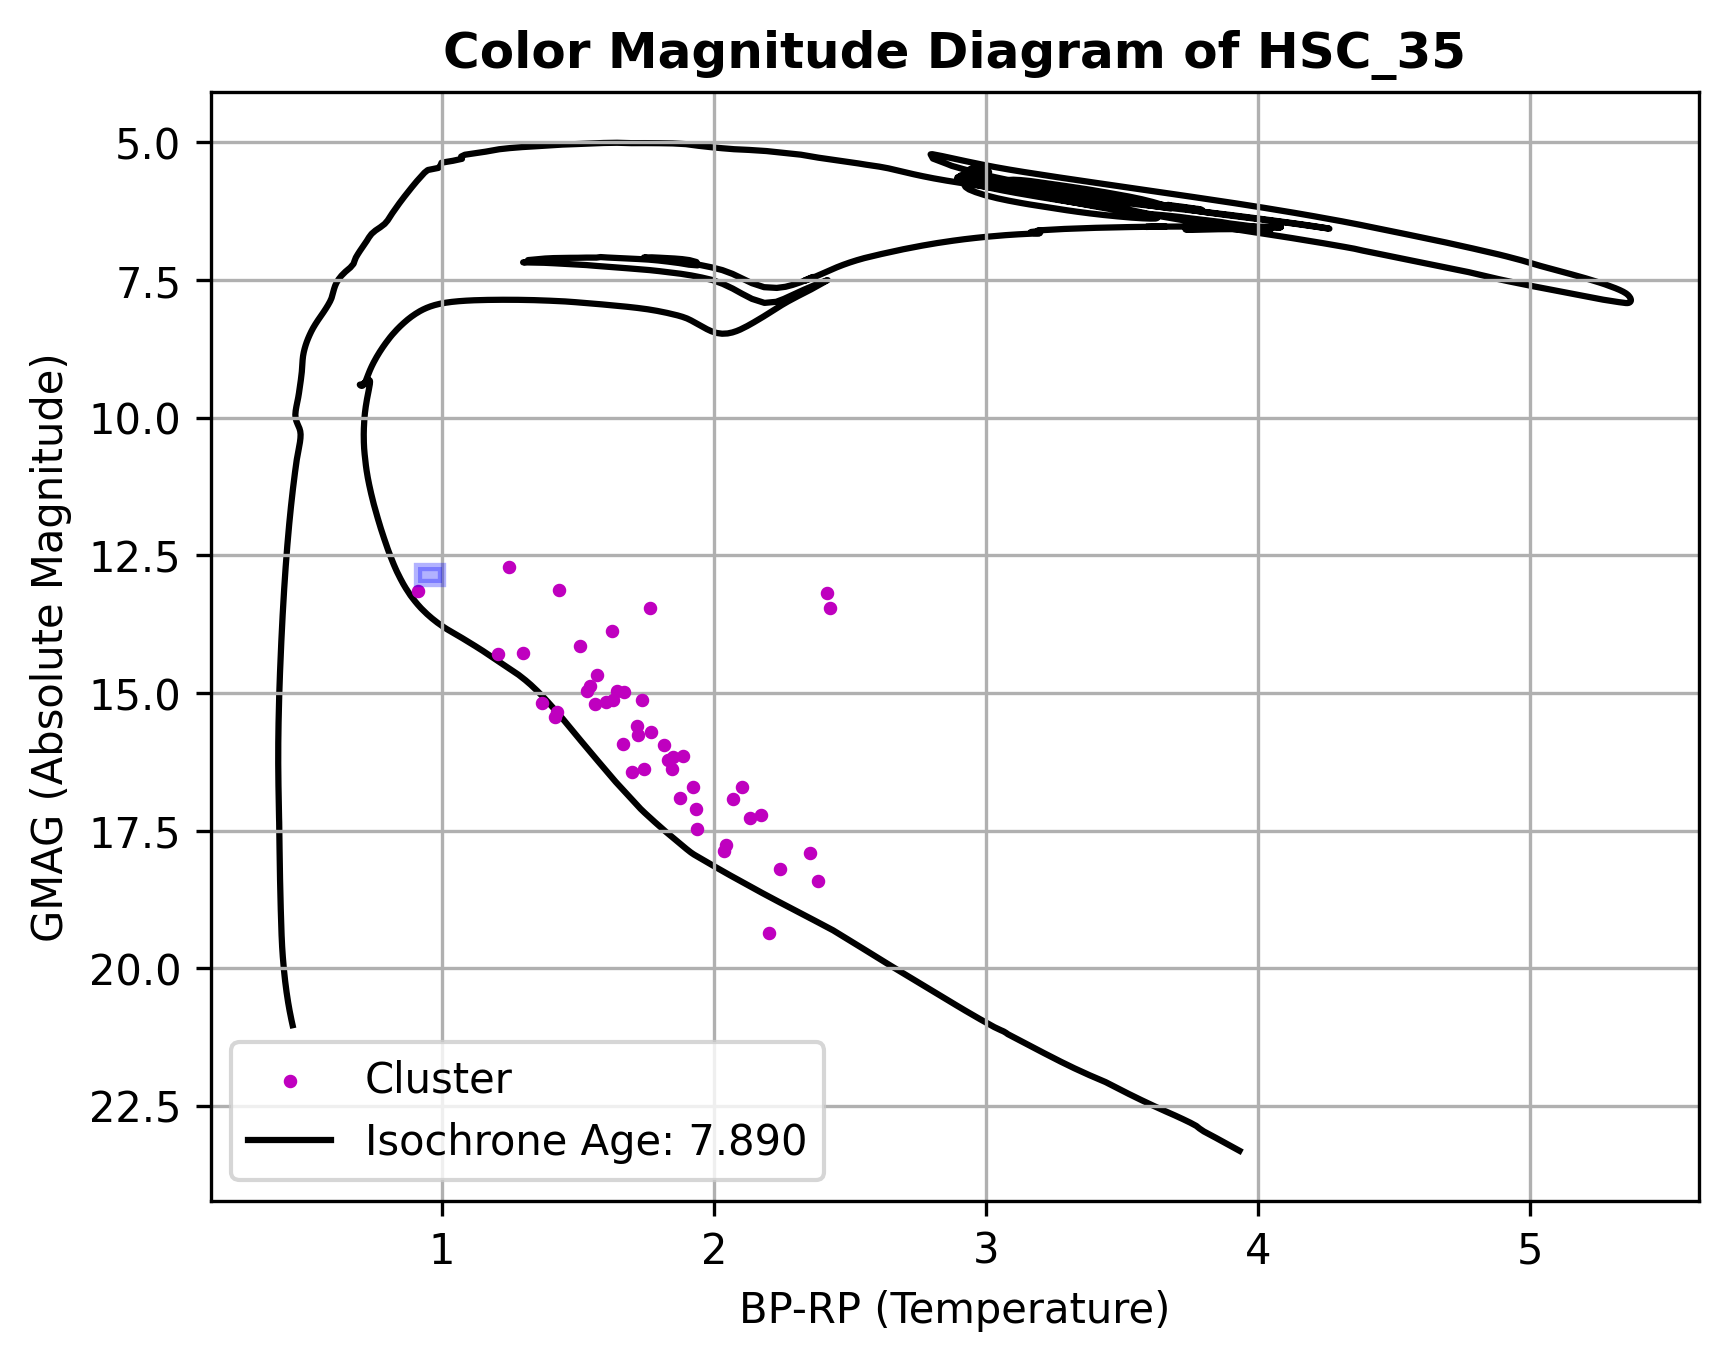 Color Magnitude Diagram of HSC_35
GMAG (Absolute Magnitude)
5.0
7.5
10.0
12.5
15.0
17.5
20.0
22.5
Cluster
Isochrone Age: 7.890
1 2 3 4 5
BP-RP (Temperature)